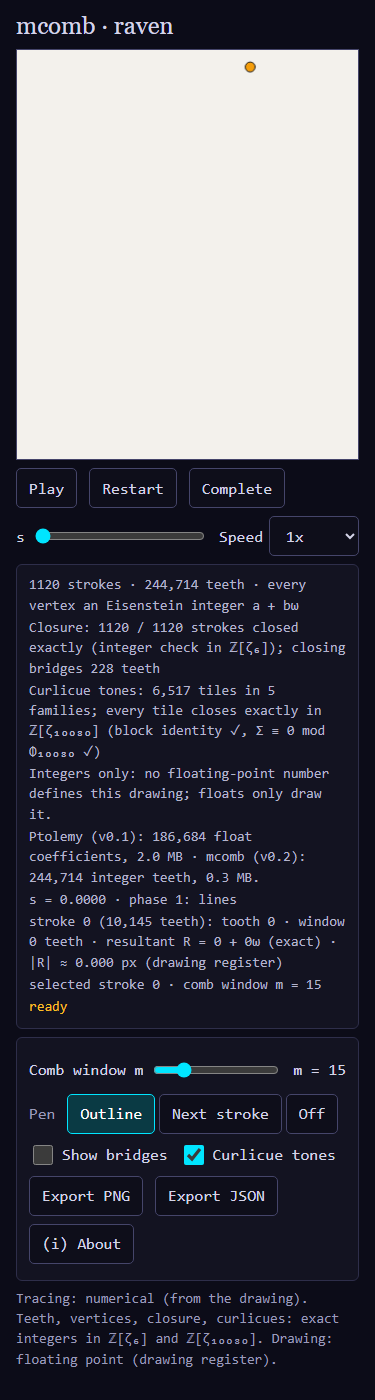 mcomb · raven
Play Restart Complete
s Speed 1x
1120 strokes · 244,714 teeth · every
vertex an Eisenstein integer a + bω
Closure: 1120 / 1120 strokes closed
exactly (integer check in ℤ[ζ₆]); closing
bridges 228 teeth
Curlicue tones: 6,517 tiles in 5
families; every tile closes exactly in
ℤ[ζ₁₀₀₈₀] (block identity ✓, Σ ≡ 0 mod
Φ₁₀₀₈₀ ✓)
Integers only: no floating-point number
defines this drawing; floats only draw
it.
Ptolemy (v0.1): 186,684 float
coefficients, 2.0 MB · mcomb (v0.2):
244,714 integer teeth, 0.3 MB.
s = 0.0000 · phase 1: lines
stroke 0 (10,145 teeth): tooth 0 · window
0 teeth · resultant R = 0 + 0ω (exact) ·
|R| ≈ 0.000 px (drawing register)
selected stroke 0 · comb window m = 15
ready
Comb window m m = 15
Pen Outline Next stroke Off
Show bridges Curlicue tones
Export PNG Export JSON
(i) About
Tracing: numerical (from the drawing).
Teeth, vertices, closure, curlicues: exact
integers in ℤ[ζ₆] and ℤ[ζ₁₀₀₈₀]. Drawing:
floating point (drawing register).